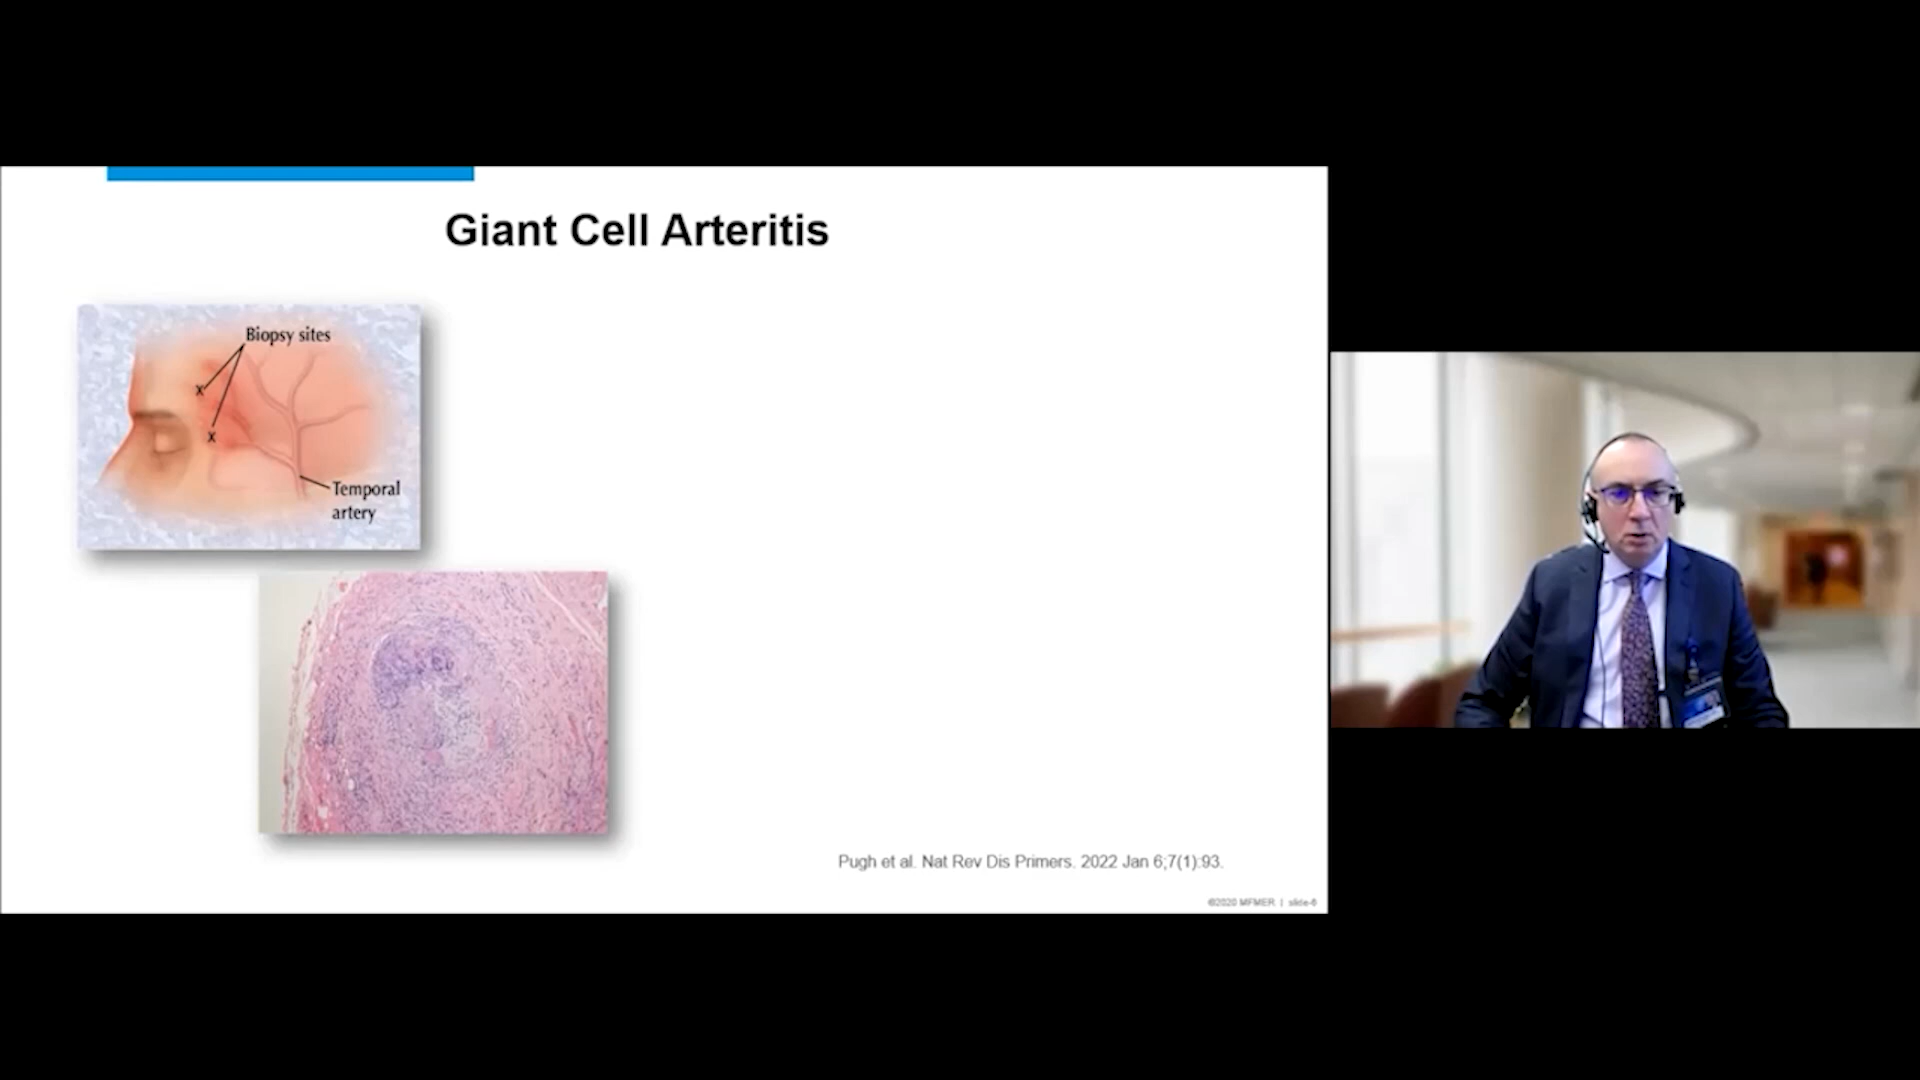 Giant Cell Arteritis
Biopsy sites
x
x
Temporal
artery
Pugh et al. Nat Rev Dis Primers. 2022 Jan 6;7(1):93.
©2020 MFMER | slide-6